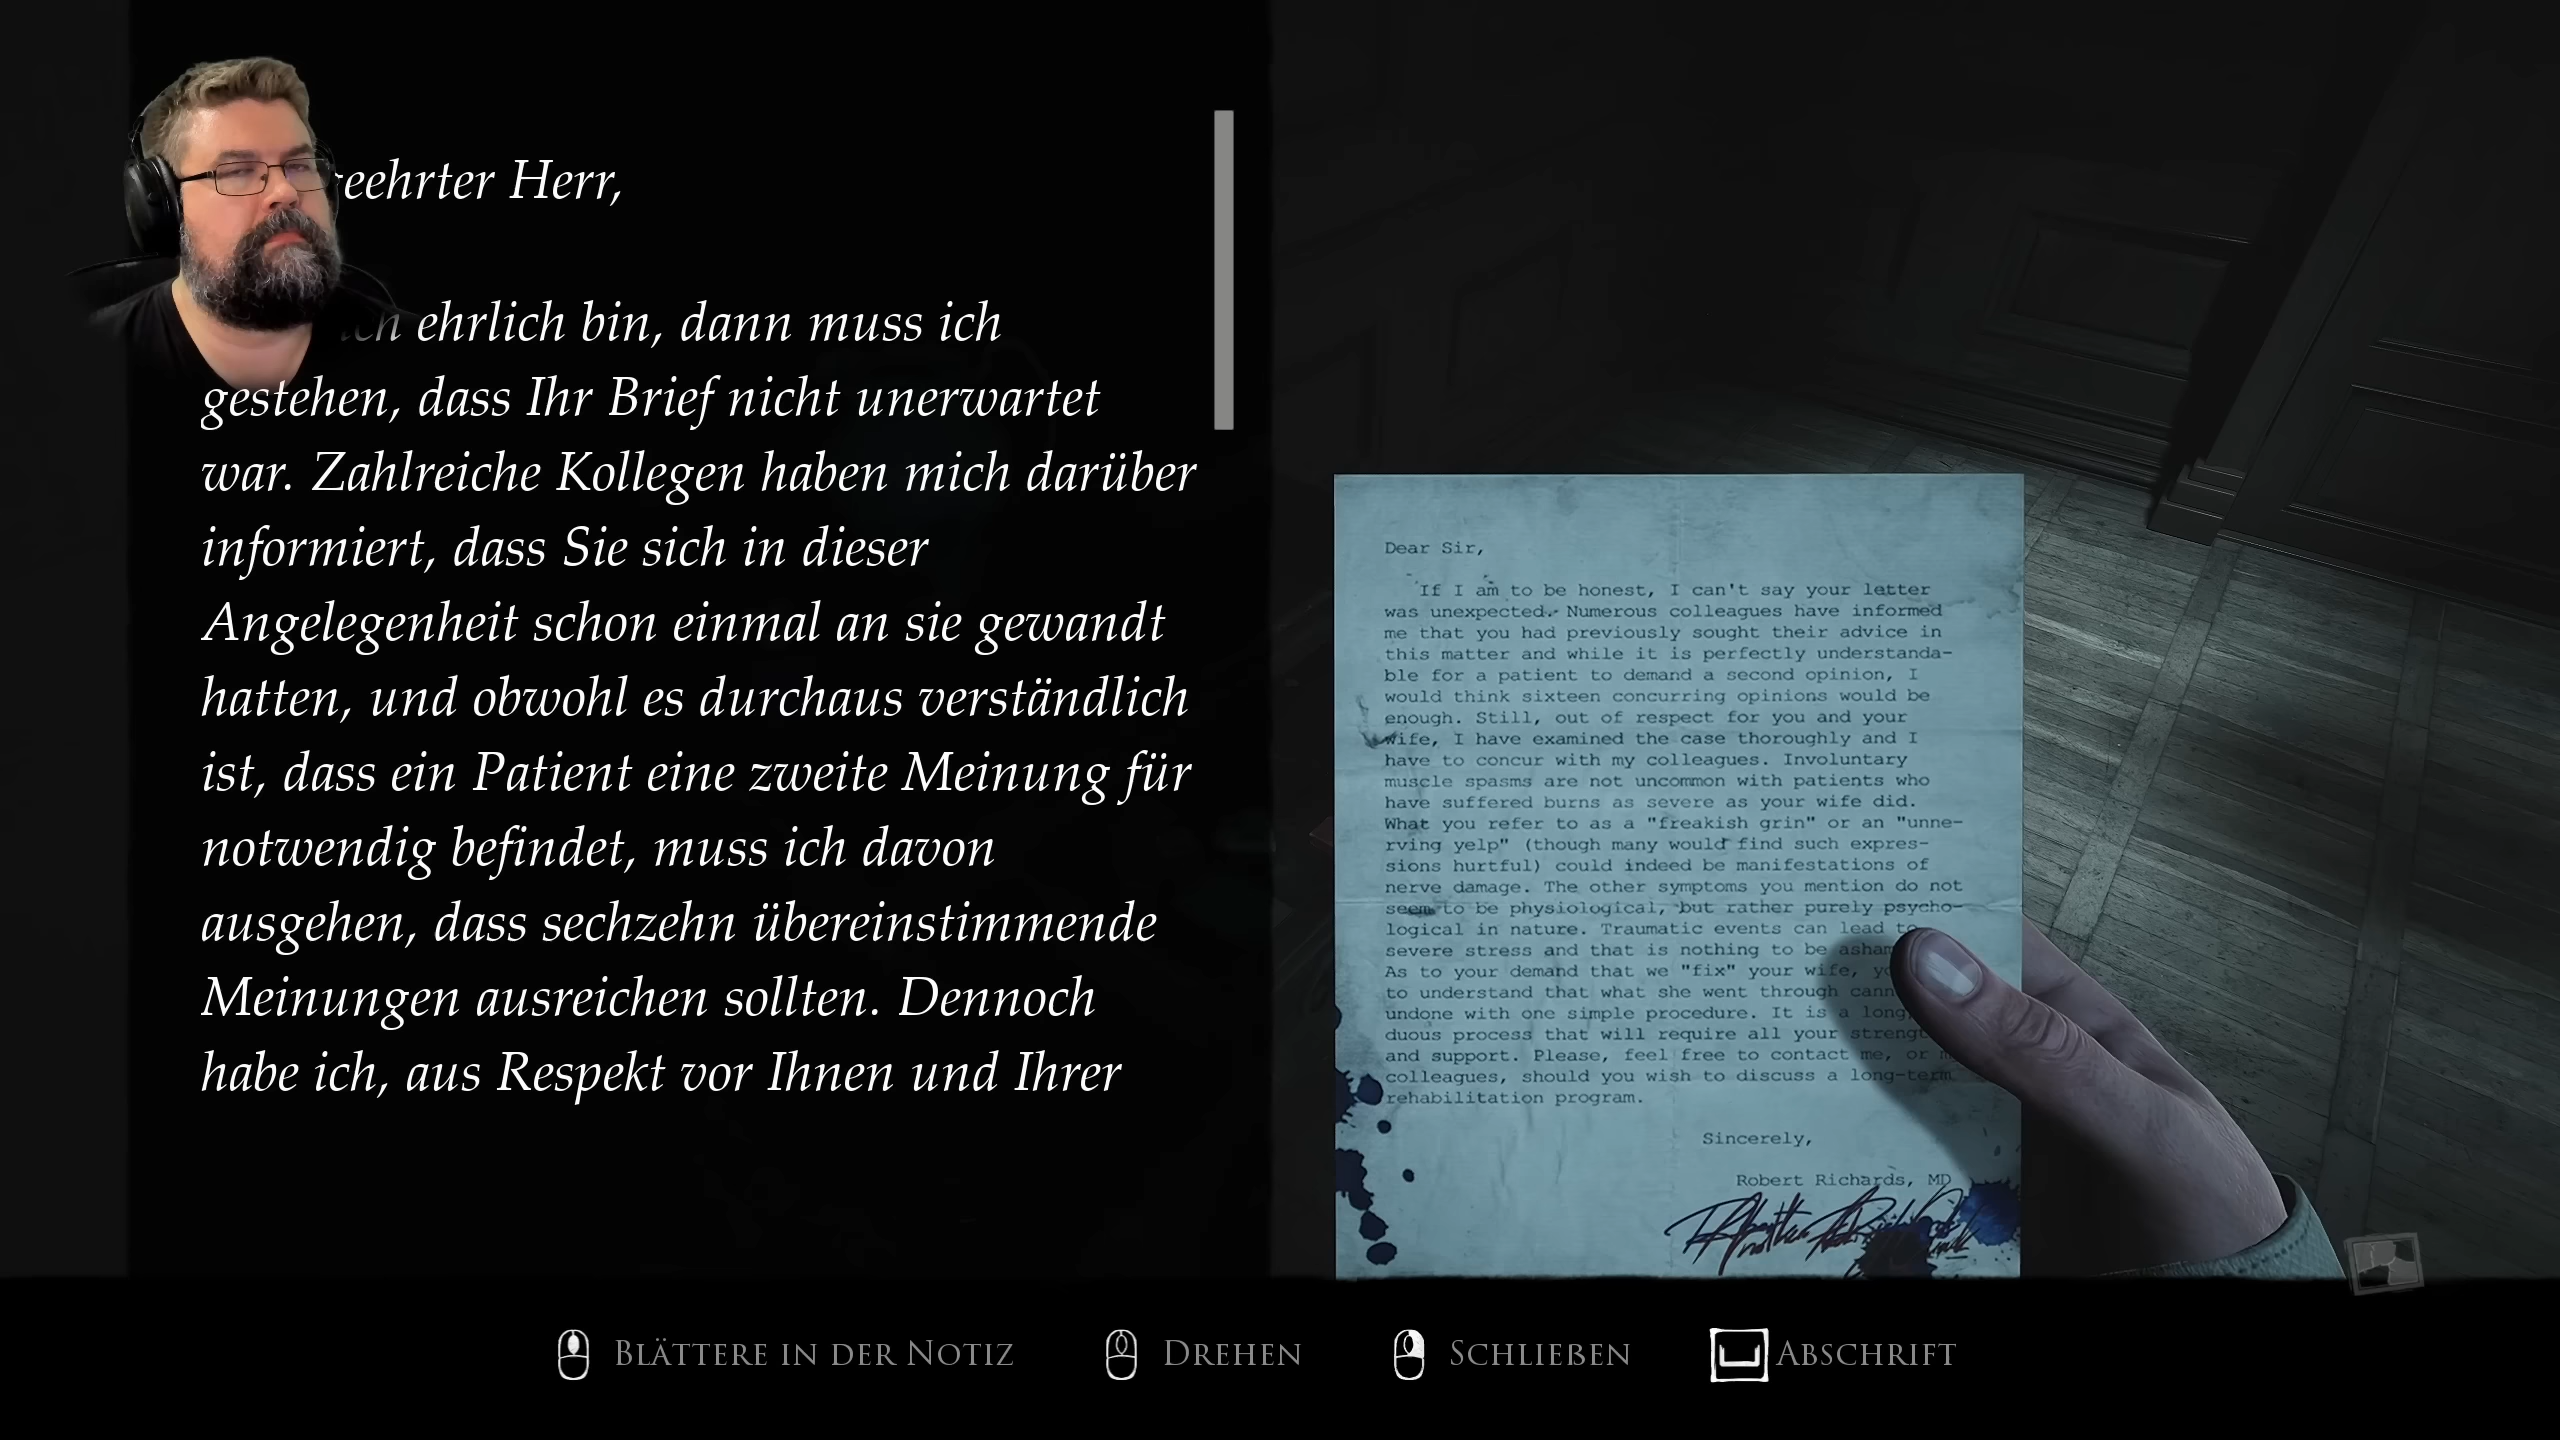 geehrter Herr,
ich ehrlich bin, dann muss ich
gestehen, dass Ihr Brief nicht unerwartet
war. Zahlreiche Kollegen haben mich darüber
informiert, dass Sie sich in dieser
Angelegenheit schon einmal an sie gewandt
hatten, und obwohl es durchaus verständlich
ist, dass ein Patient eine zweite Meinung für
notwendig befindet, muss ich davon
ausgehen, dass sechzehn übereinstimmende
Meinungen ausreichen sollten. Dennoch
habe ich, aus Respekt vor Ihnen und Ihrer
Dear Sir,
If I am to be honest, I can't say your letter
was unexpected. Numerous colleagues have informed
me that you had previously sought their advice in
this matter and while it is perfectly understanda-
ble for a patient to demand a second opinion, I
would think sixteen concurring opinions would be
enough. Still, out of respect for you and your
wife, I have examined the case thoroughly and I
have to concur with my colleagues. Involuntary
muscle spasms are not uncommon with patients who
have suffered burns as severe as your wife did.
What you refer to as a "freakish grin" or an "unne-
rving yelp" (though many would find such expres-
sions hurtful) could indeed be manifestations of
nerve damage. The other symptoms you mention do not
seem to be physiological, but rather purely psycho-
logical in nature. Traumatic events can lead to
severe stress and that is nothing to be asham
As to your demand that we "fix" your wife, y
to understand that what she went through cann
undone with one simple procedure. It is a long,
duous process that will require all your strengt
and support. Please, feel free to contact me, or m
colleagues, should you wish to discuss a long-term
rehabilitation program.
Sincerely,
Robert Richards, MD
BLÄTTERE IN DER NOTIZ
DREHEN
SCHLIEßEN
ABSCHRIFT